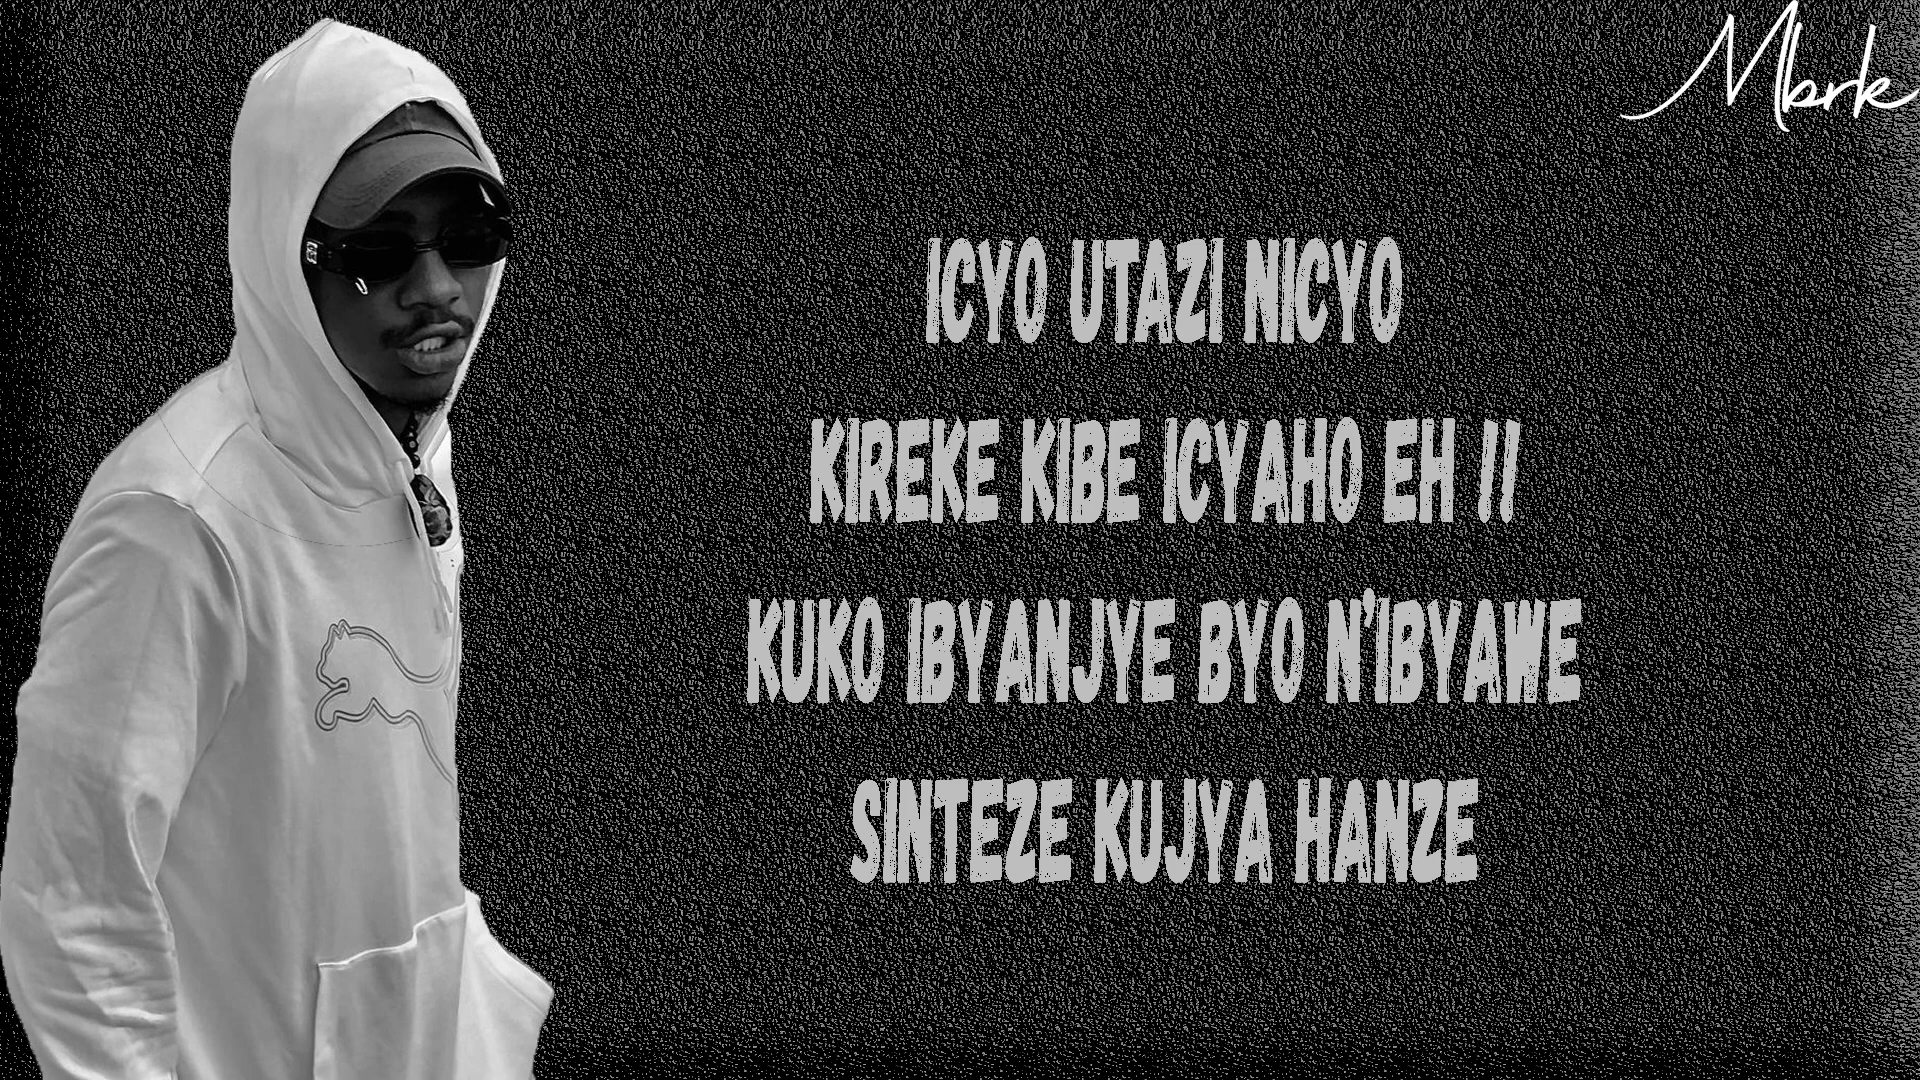 Mbrk
ICYO UTAZI NICYO
KIREKE KIBE ICYAHO EH !!
KUKO IBYANJYE BYO N'IBYAWE
SINTEZE KUJYA HANZE